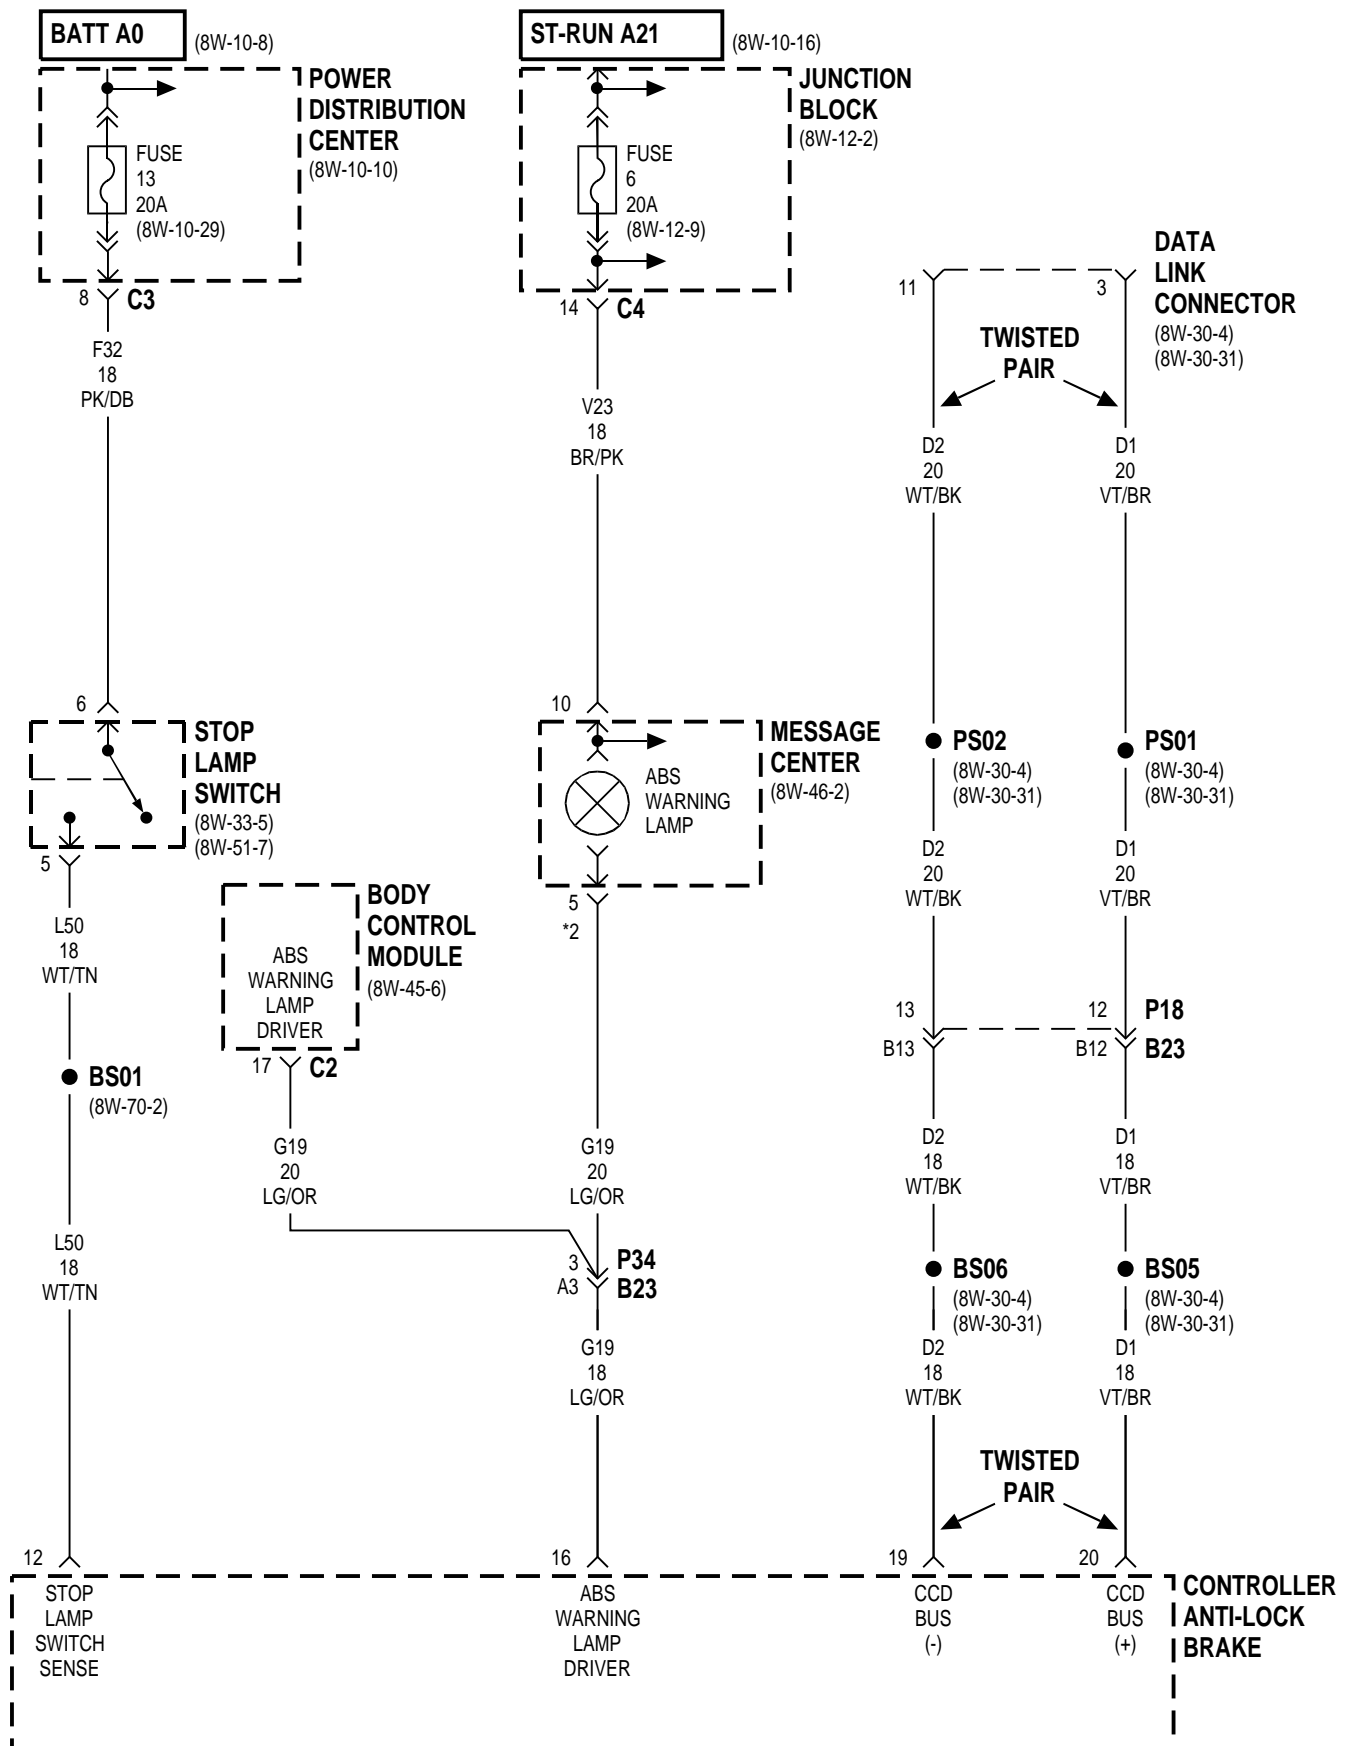 BATT A0
(8W-10-8)
ST-RUN A21
(8W-10-16)
POWER
DISTRIBUTION
CENTER
(8W-10-10)
FUSE
13
20A
(8W-10-29)
8
C3
F32
18
PK/DB
JUNCTION
BLOCK
(8W-12-2)
FUSE
6
20A
(8W-12-9)
14
C4
V23
18
BR/PK
DATA
LINK
CONNECTOR
(8W-30-4)
(8W-30-31)
11
3
TWISTED
PAIR
D2
20
WT/BK
D1
20
VT/BR
6
STOP
LAMP
SWITCH
(8W-33-5)
(8W-51-7)
5
L50
18
WT/TN
BS01
(8W-70-2)
L50
18
WT/TN
10
MESSAGE
CENTER
(8W-46-2)
ABS
WARNING
LAMP
5
*2
BODY
CONTROL
MODULE
(8W-45-6)
ABS
WARNING
LAMP
DRIVER
17
C2
G19
20
LG/OR
G19
20
LG/OR
3
P34
A3
B23
G19
18
LG/OR
PS02
(8W-30-4)
(8W-30-31)
PS01
(8W-30-4)
(8W-30-31)
D2
20
WT/BK
D1
20
VT/BR
13
12
P18
B13
B12
B23
D2
18
WT/BK
D1
18
VT/BR
BS06
(8W-30-4)
(8W-30-31)
BS05
(8W-30-4)
(8W-30-31)
D2
18
WT/BK
D1
18
VT/BR
TWISTED
PAIR
12
16
19
20
STOP
LAMP
SWITCH
SENSE
ABS
WARNING
LAMP
DRIVER
CCD
BUS
(-)
CCD
BUS
(+)
CONTROLLER
ANTI-LOCK
BRAKE